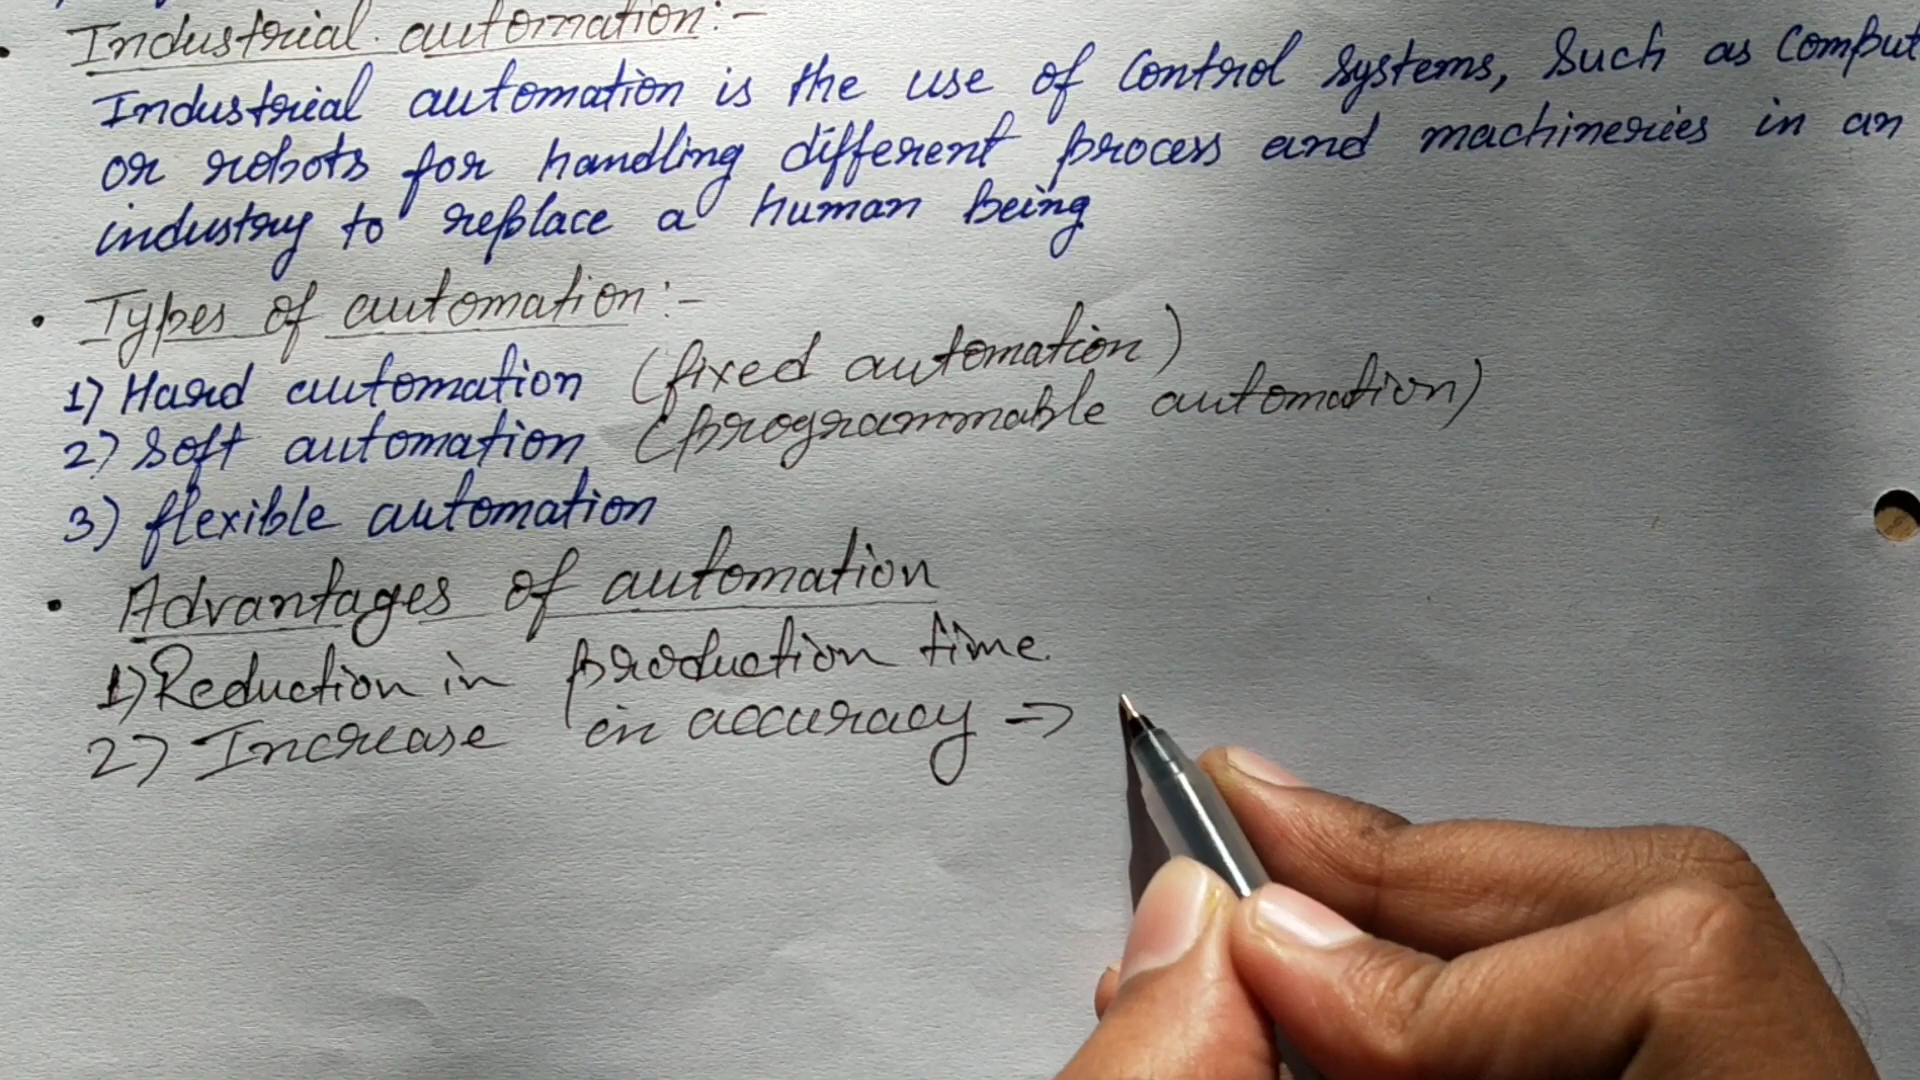 • Industrial automation:-
Industrial automation is the use of control systems, such as Comput
or robots for handling different process and machineries in an
industry to replace a human being
• Types of automation:-
1) Hard automation (fixed automation)
2) Soft automation (programmable automation)
3) flexible automation
• Advantages of automation
1) Reduction in production time.
2) Increase in accuracy ⇒